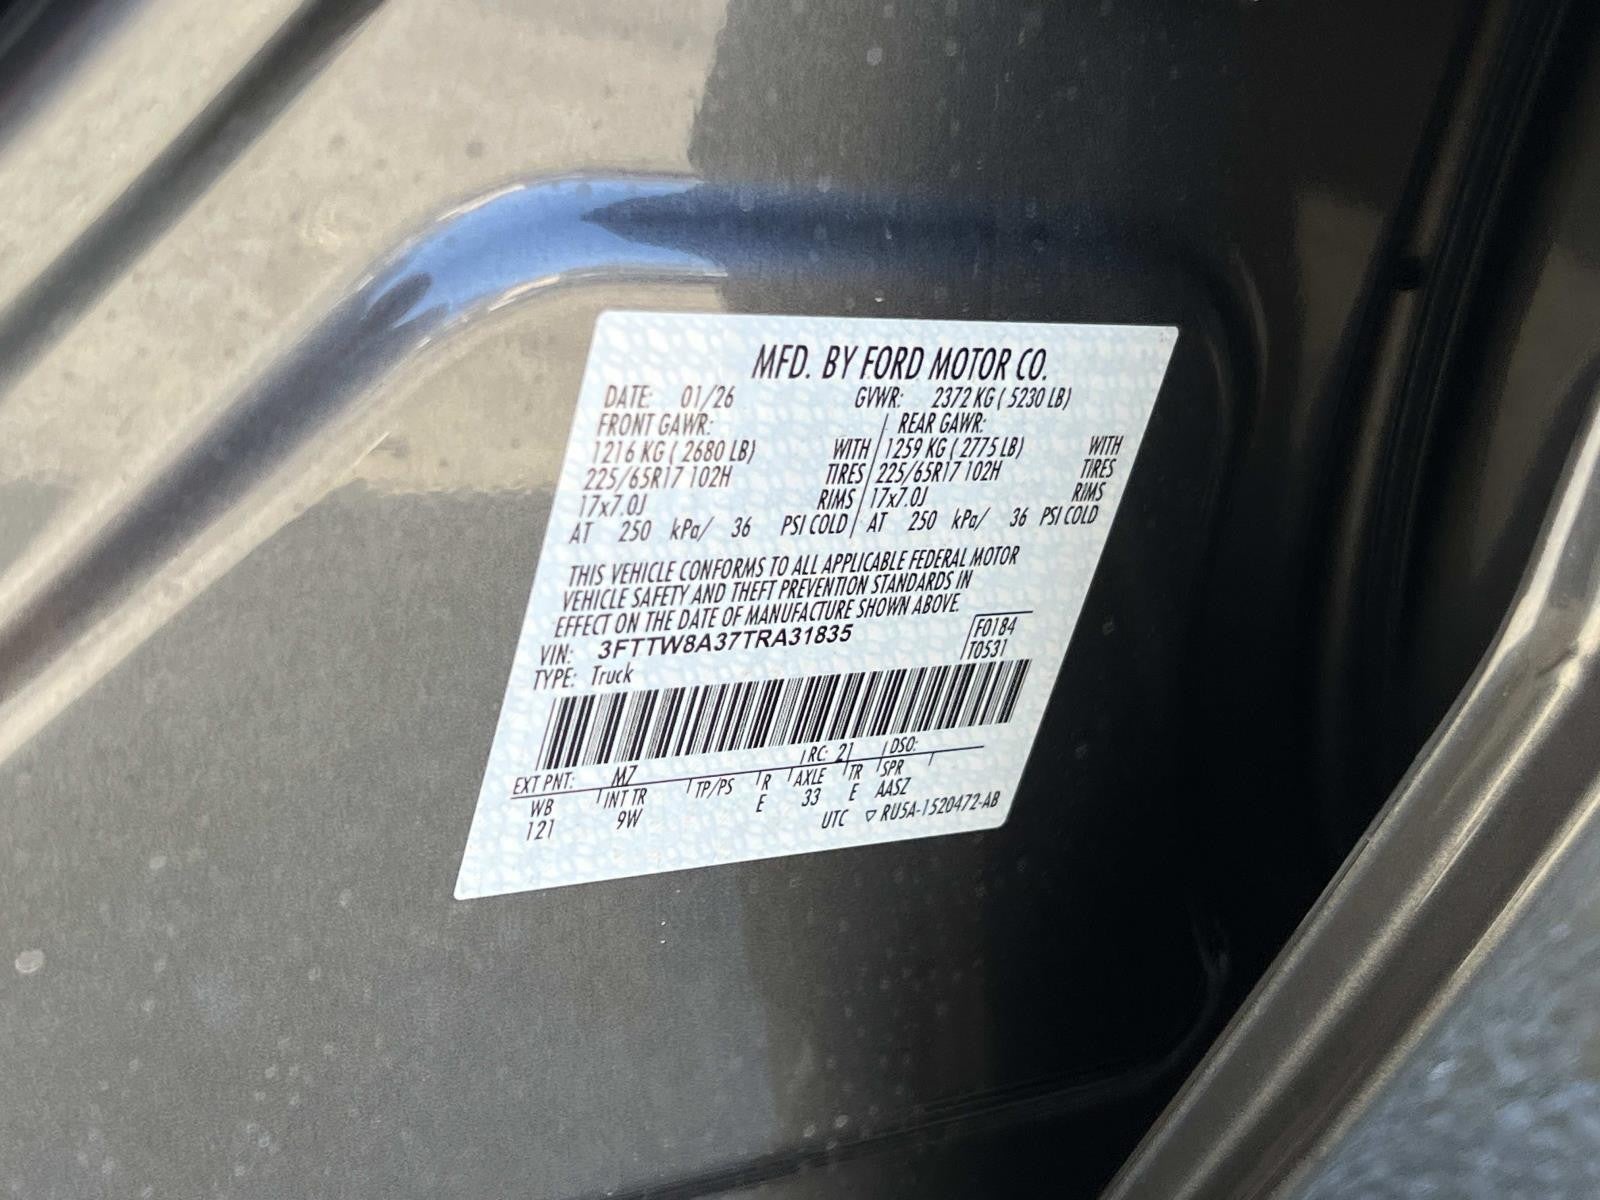 MFD. BY FORD MOTOR CO.
DATE: 01/26 GVWR: 2372 KG ( 5230 LB)
FRONT GAWR: REAR GAWR:
1216 KG ( 2680 LB) WITH 1259 KG ( 2775 LB) WITH
225/65R17 102H TIRES 225/65R17 102H TIRES
17x7.0J RIMS 17x7.0J RIMS
AT 250 kPa/ 36 PSI COLD AT 250 kPa/ 36 PSI COLD
THIS VEHICLE CONFORMS TO ALL APPLICABLE FEDERAL MOTOR
VEHICLE SAFETY AND THEFT PREVENTION STANDARDS IN
EFFECT ON THE DATE OF MANUFACTURE SHOWN ABOVE.
VIN: 3FTTW8A37TRA31835 F0184
TYPE: Truck T0531
EXT PNT: M7 RC: 21 DSO:
WB INT TR TP/PS R AXLE TR SPR
121 9W E 33 E AASZ
UTC ▽ RU5A-1520472-AB